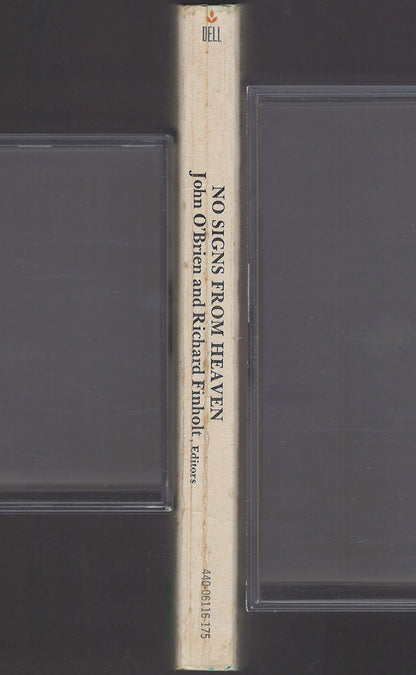 DELL
NO SIGNS FROM HEAVEN
John O'Brien and Richard Finholt, Editors
440-06116-175